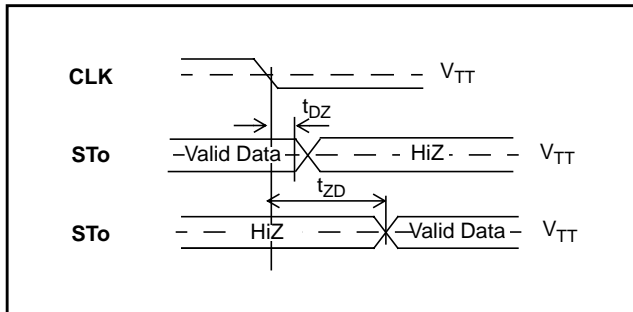 CLK V_TT
t_DZ
STo Valid Data HiZ V_TT
t_ZD
STo HiZ Valid Data V_TT